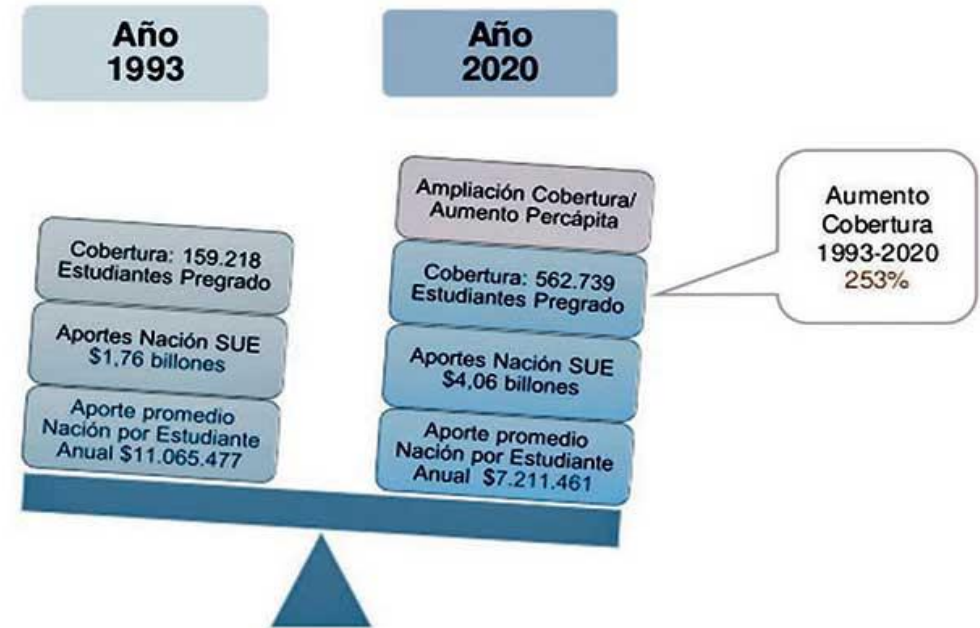 Año
1993
Año
2020
Cobertura: 159.218
Estudiantes Pregrado
Aportes Nación SUE
$1,76 billones
Aporte promedio
Nación por Estudiante
Anual $11.065.477
Ampliación Cobertura/
Aumento Percápita
Cobertura: 562.739
Estudiantes Pregrado
Aportes Nación SUE
$4,06 billones
Aporte promedio
Nación por Estudiante
Anual $7.211.461
Aumento
Cobertura
1993-2020
253%